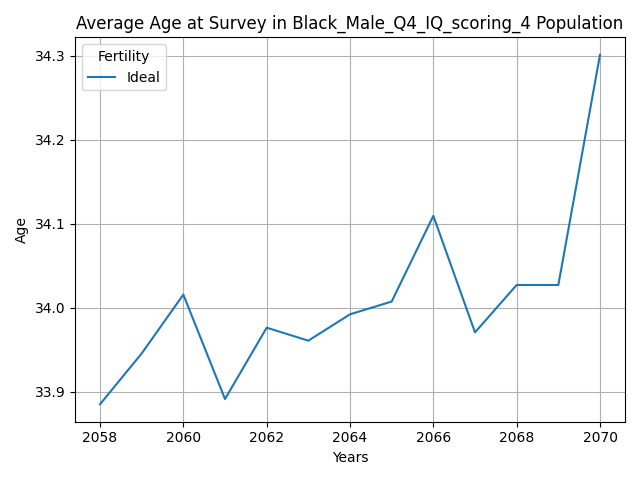 Average Age at Survey in Black_Male_Q4_IQ_scoring_4 Population
Fertility
Ideal
34.3
34.2
34.1
34.0
33.9
Age
2058 2060 2062 2064 2066 2068 2070
Years